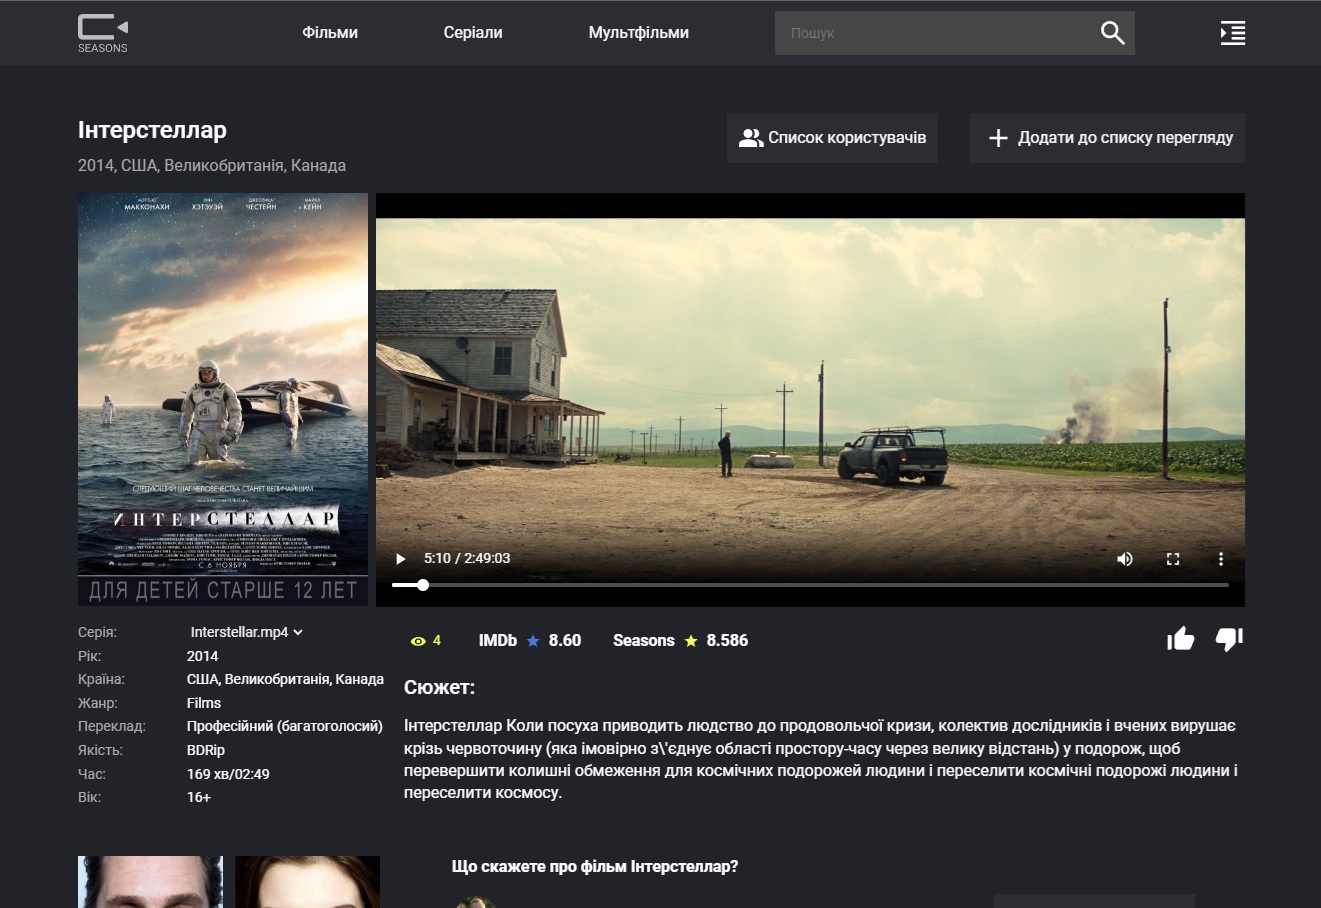 SEASONS
Фільми
Серіали
Мультфільми
Пошук
Інтерстеллар
2014, США, Великобританія, Канада
Список користувачів
Додати до списку перегляду
МЭТТЬЮ ЭНН ДЖЕССИКА МАЙКЛ
МАККОНАХИ ХЭТЭУЭЙ ЧЕСТЕЙН И КЕЙН
СЛЕДУЮЩИЙ ШАГ ЧЕЛОВЕЧЕСТВА СТАНЕТ ВЕЛИЧАЙШИМ
ИНТЕРСТЕЛЛАР
С 6 НОЯБРЯ
ДЛЯ ДЕТЕЙ СТАРШЕ 12 ЛЕТ
5:10 / 2:49:03
Серія: Interstellar.mp4
Рік: 2014
Країна: США, Великобританія, Канада
Жанр: Films
Переклад: Професійний (багатоголосий)
Якість: BDRip
Час: 169 хв/02:49
Вік: 16+
4 IMDb 8.60 Seasons 8.586
Сюжет:
Інтерстеллар Коли посуха приводить людство до продовольчої кризи, колектив дослідників і вчених вирушає
крізь червоточину (яка імовірно з\'єднує області простору-часу через велику відстань) у подорож, щоб
перевершити колишні обмеження для космічних подорожей людини і переселити космічні подорожі людини і
переселити космосу.
Що скажете про фільм Інтерстеллар?